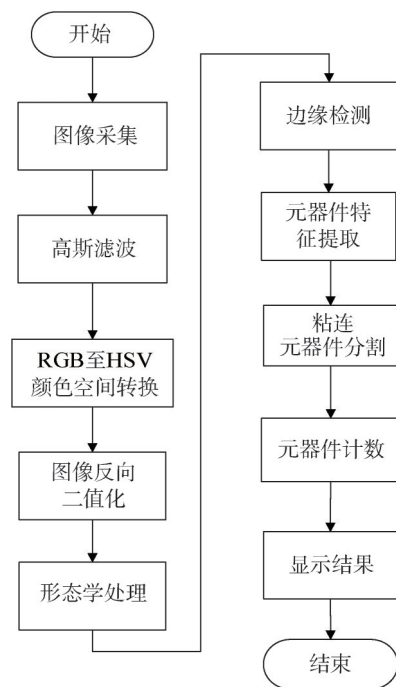 开始
图像采集
高斯滤波
RGB至HSV
颜色空间转换
图像反向
二值化
形态学处理
边缘检测
元器件特
征提取
粘连
元器件分割
元器件计数
显示结果
结束